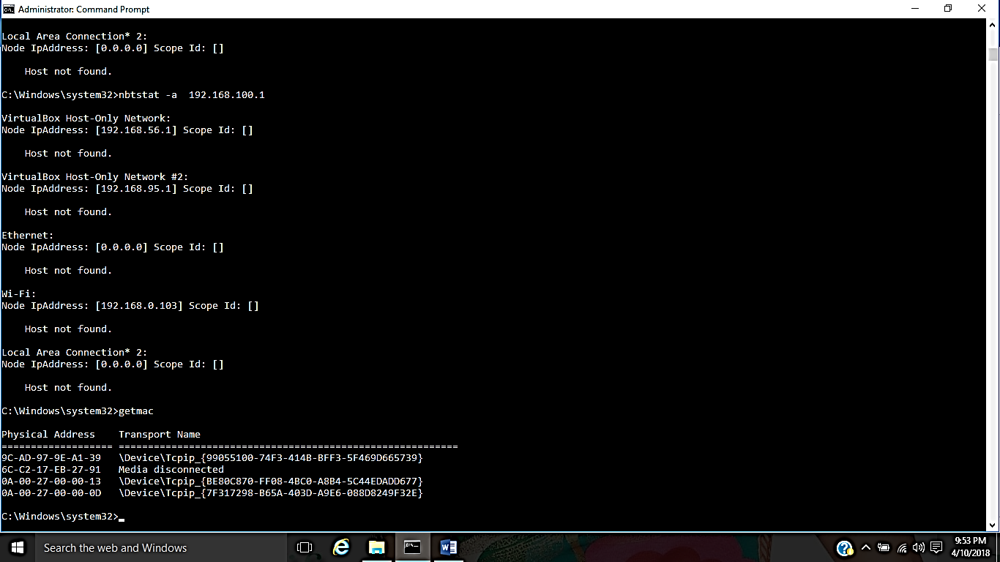 Administrator: Command Prompt
Local Area Connection* 2:
Node IpAddress: [0.0.0.0] Scope Id: []
Host not found.
C:\Windows\system32>nbtstat -a  192.168.100.1
VirtualBox Host-Only Network:
Node IpAddress: [192.168.56.1] Scope Id: []
Host not found.
VirtualBox Host-Only Network #2:
Node IpAddress: [192.168.95.1] Scope Id: []
Host not found.
Ethernet:
Node IpAddress: [0.0.0.0] Scope Id: []
Host not found.
Wi-Fi:
Node IpAddress: [192.168.0.103] Scope Id: []
Host not found.
Local Area Connection* 2:
Node IpAddress: [0.0.0.0] Scope Id: []
Host not found.
C:\Windows\system32>getmac
Physical Address    Transport Name
=================== ==========================================================
9C-AD-97-9E-A1-39   \Device\Tcpip_{99055100-74F3-414B-BFF3-5F469D665739}
6C-C2-17-EB-27-91   Media disconnected
0A-00-27-00-00-13   \Device\Tcpip_{BE80C870-FF08-4BC0-A8B4-5C44EDADD677}
0A-00-27-00-00-0D   \Device\Tcpip_{7F317298-B65A-403D-A9E6-088D8249F32E}
C:\Windows\system32>
Search the web and Windows
9:53 PM
4/10/2018